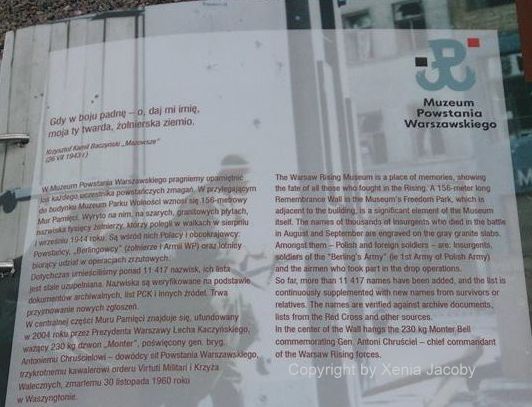 Gdy w boju padnę – o, daj mi imię,
moja ty twarda, żołnierska ziemio.
Krzysztof Kamil Baczyński „Mazowsze”
(26 VII 1943 r.)
W Muzeum Powstania Warszawskiego pragniemy upamiętnić
los każdego uczestnika powstańczych zmagań. W przylegającym
do budynku Muzeum Parku Wolności wznosi się 156-metrowy
Mur Pamięci. Wyryto na nim, na szarych, granitowych płytach,
nazwiska tysięcy żołnierzy, którzy polegli w walkach w sierpniu
i wrześniu 1944 roku. Są wśród nich Polacy i obcokrajowcy:
Powstańcy, „Berlingowcy” (żołnierze I Armii WP) oraz lotnicy
biorący udział w operacjach zrzutowych.
Dotychczas umieściliśmy ponad 11 417 nazwisk, ich lista
jest stale uzupełniana. Nazwiska są weryfikowane na podstawie
dokumentów archiwalnych, list PCK i innych źródeł. Trwa
przyjmowanie nowych zgłoszeń.
W centralnej części Muru Pamięci znajduje się, ufundowany
w 2004 roku przez Prezydenta Warszawy Lecha Kaczyńskiego,
ważący 230 kg dzwon „Monter”, poświęcony gen. bryg.
Antoniemu Chruścielowi – dowódcy sił Powstania Warszawskiego,
trzykrotnemu kawalerowi orderu Virtuti Militari i Krzyża
Walecznych, zmarłemu 30 listopada 1960 roku
w Waszyngtonie.
Muzeum
Powstania
Warszawskiego
The Warsaw Rising Museum is a place of memories, showing
the fate of all those who fought in the Rising. A 156-meter long
Remembrance Wall in the Museum's Freedom Park, which is
adjacent to the building, is a significant element of the Museum
itself. The names of thousands of Insurgents who died in the battle
in August and September are engraved on the gray granite slabs.
Amongst them – Polish and foreign soldiers – are: Insurgents,
soldiers of the "Berling's Army" (ie 1st Army of Polish Army)
and the airmen who took part in the drop operations.
So far, more than 11 417 names have been added, and the list is
continuously supplemented with new names from survivors or
relatives. The names are verified against archive documents,
lists from the Red Cross and other sources.
In the center of the Wall hangs the 230 kg Monter Bell
commemorating Gen. Antoni Chruściel – chief commandant
of the Warsaw Rising forces.
Copyright by Xenia Jacoby